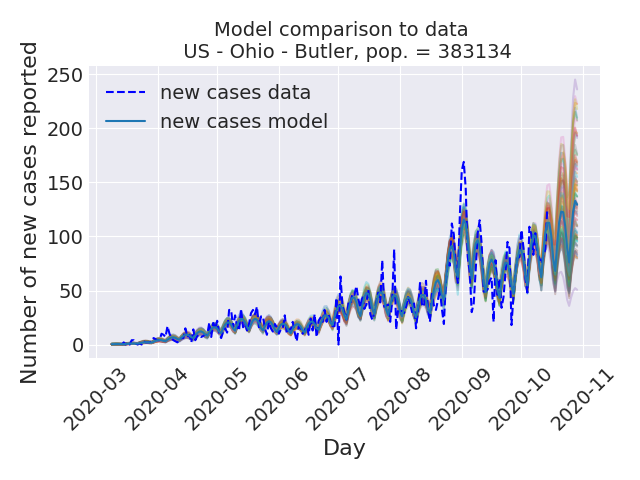 Model comparison to data
US - Ohio - Butler, pop. = 383134
Number of new cases reported
250
200
150
100
50
0
new cases data
new cases model
2020-03
2020-04
2020-05
2020-06
2020-07
2020-08
2020-09
2020-10
2020-11
Day